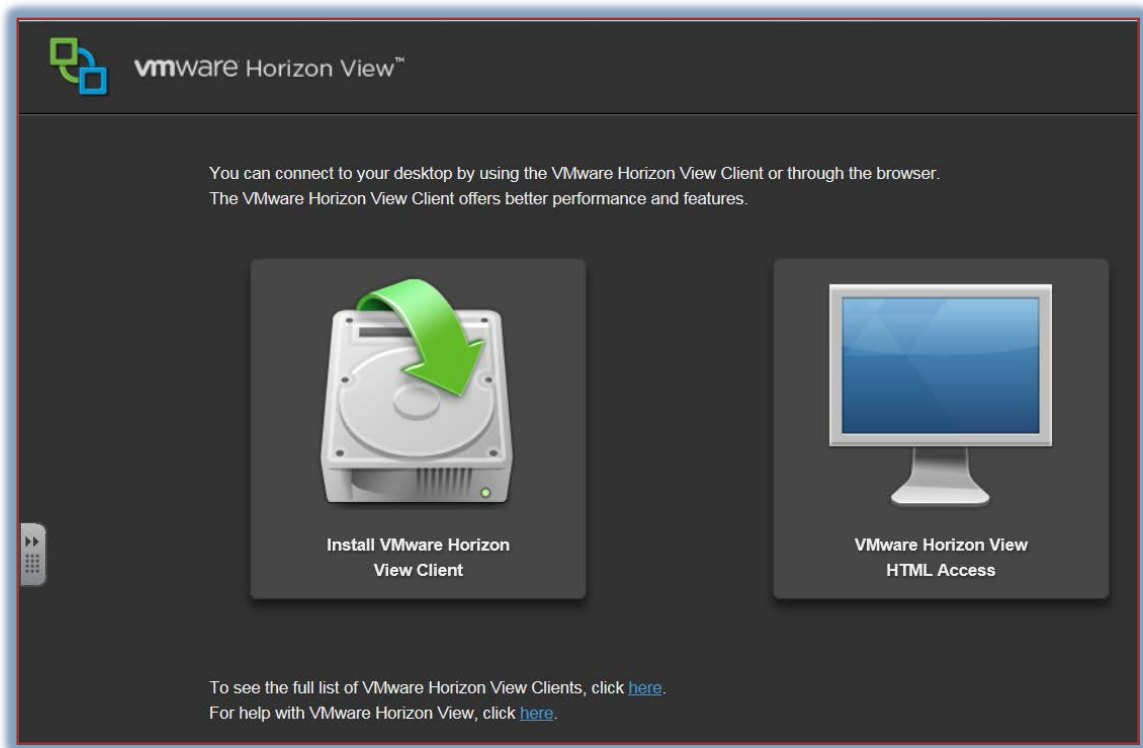 vmware Horizon View™
You can connect to your desktop by using the VMware Horizon View Client or through the browser.
The VMware Horizon View Client offers better performance and features.
Install VMware Horizon
View Client
VMware Horizon View
HTML Access
To see the full list of VMware Horizon View Clients, click here.
For help with VMware Horizon View, click here.